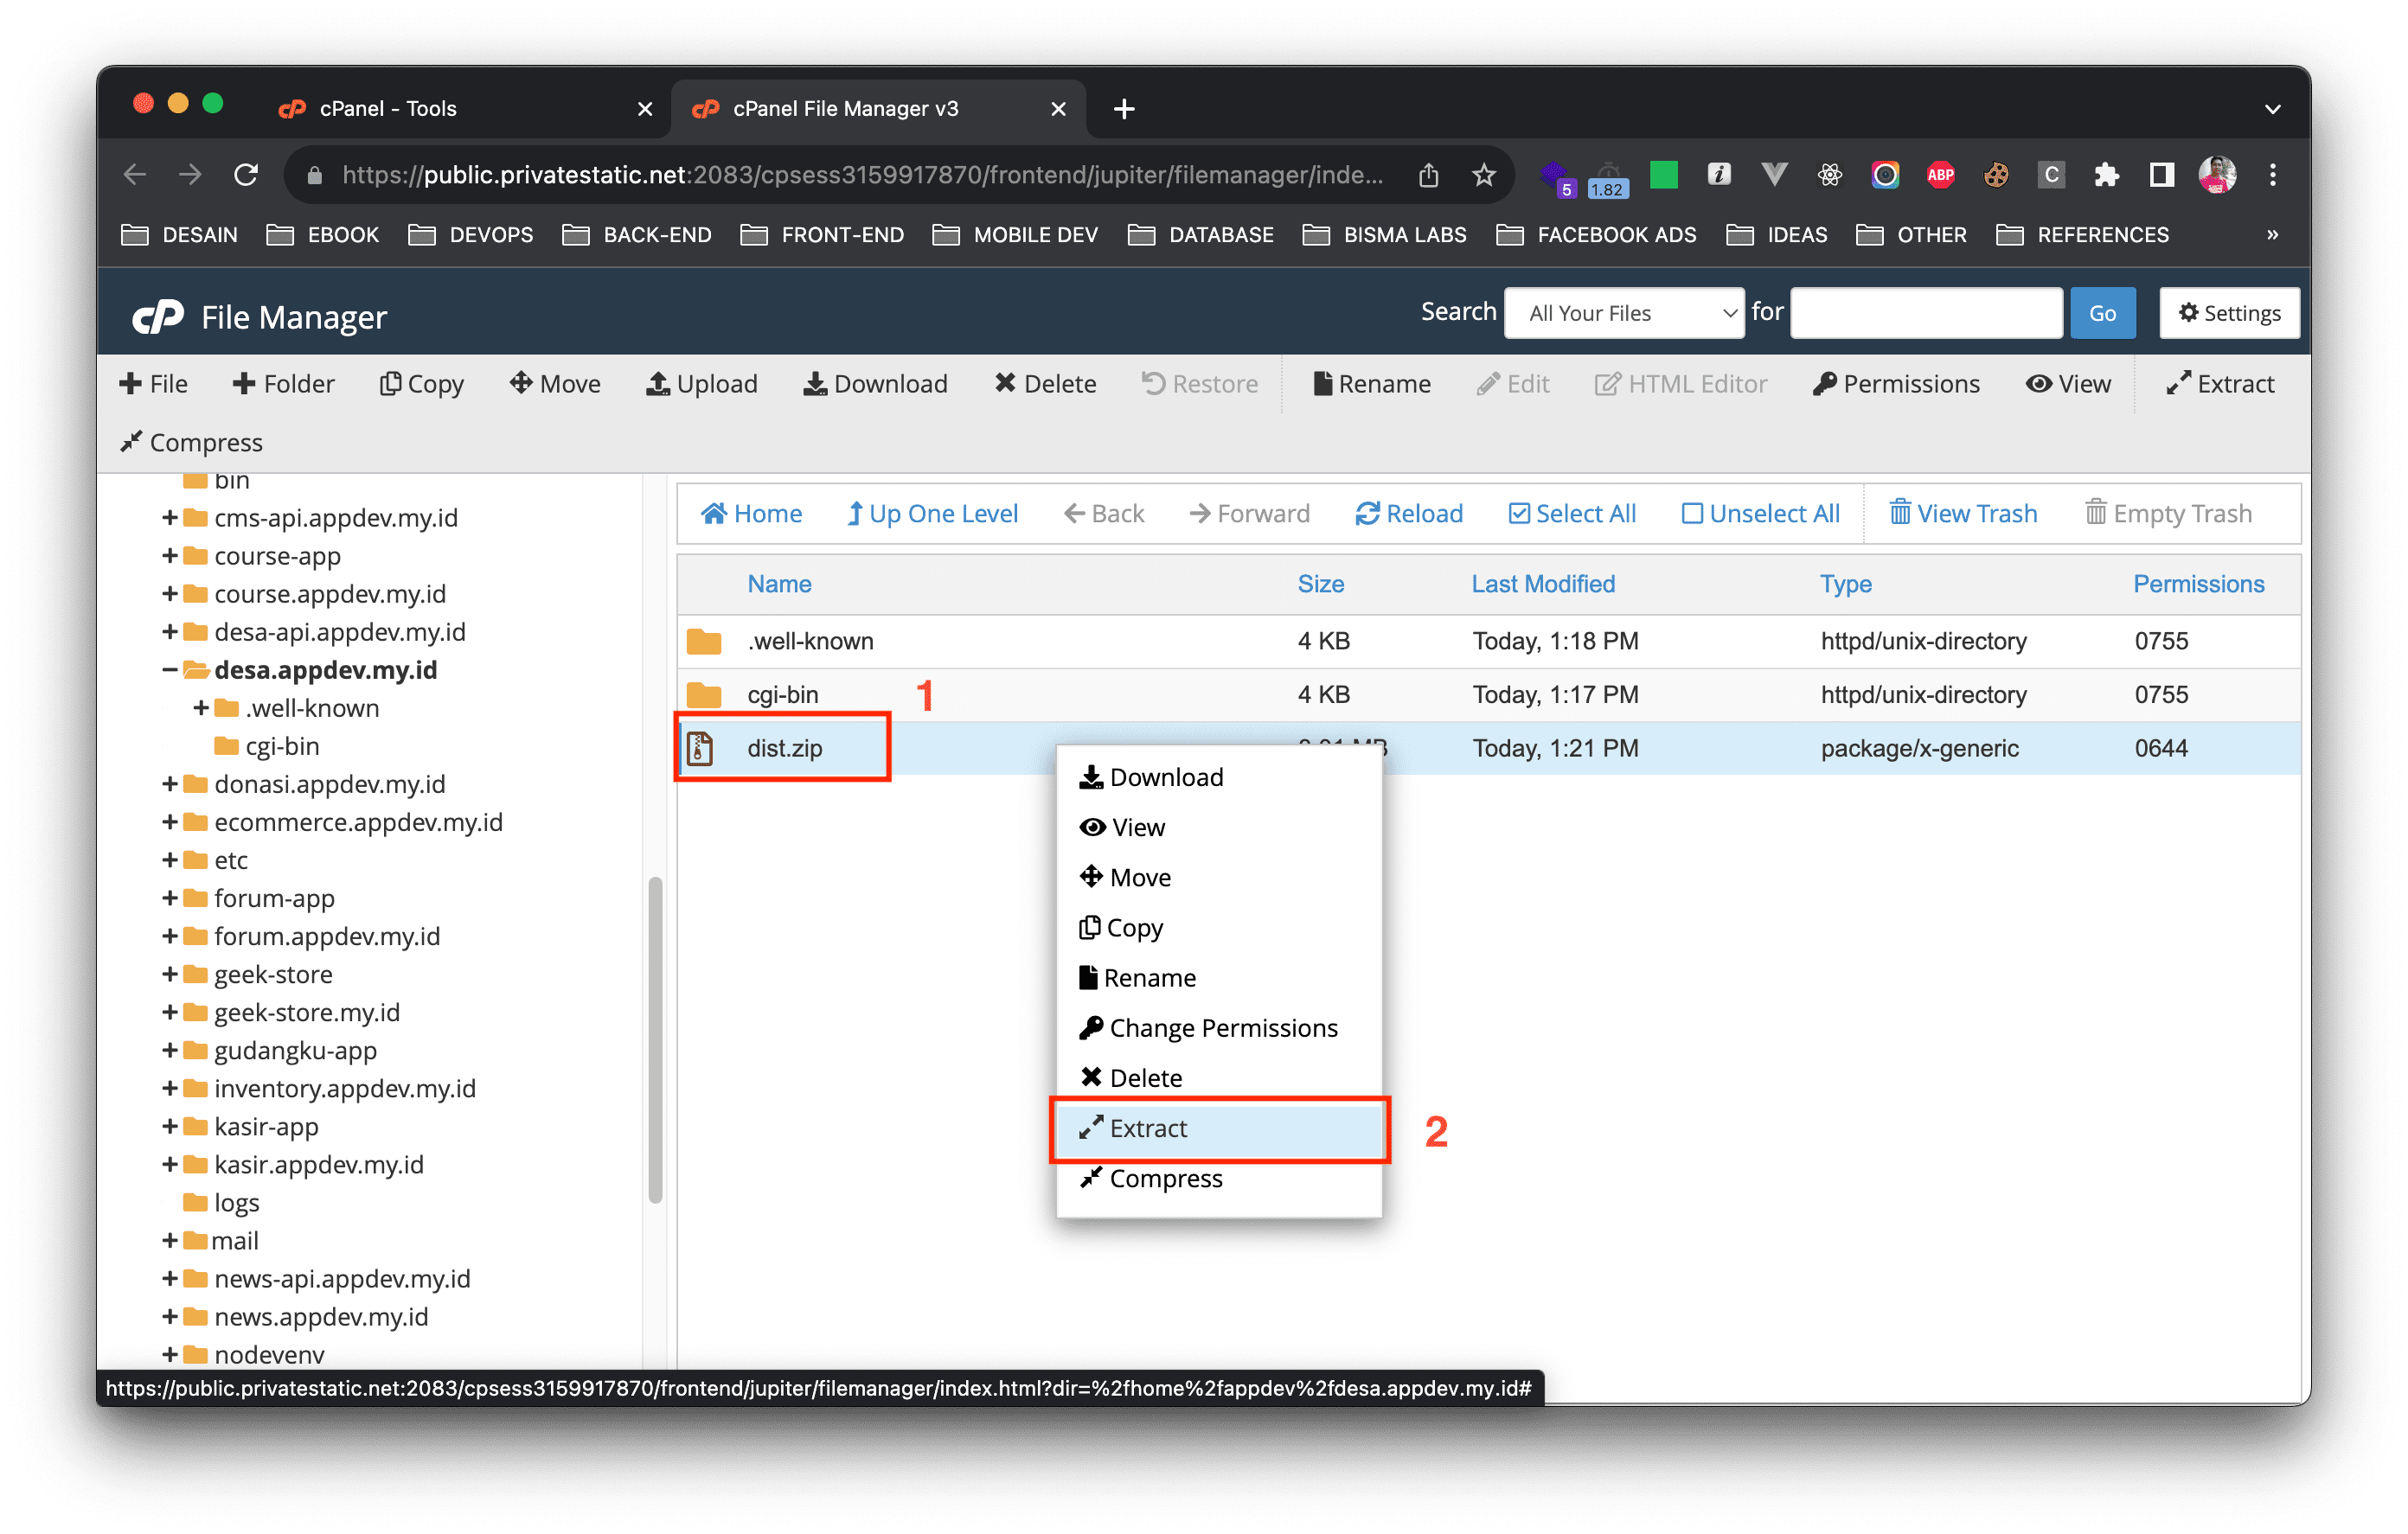 cPanel - Tools
cPanel File Manager v3
https://public.privatestatic.net:2083/cpsess3159917870/frontend/jupiter/filemanager/inde...
5
1.82
ABP
C
DESAIN
EBOOK
DEVOPS
BACK-END
FRONT-END
MOBILE DEV
DATABASE
BISMA LABS
FACEBOOK ADS
IDEAS
OTHER
REFERENCES
»
cP File Manager
Search
All Your Files
for
Go
Settings
File
Folder
Copy
Move
Upload
Download
Delete
Restore
Rename
Edit
HTML Editor
Permissions
View
Extract
Compress
bin
cms-api.appdev.my.id
course-app
course.appdev.my.id
desa-api.appdev.my.id
desa.appdev.my.id
.well-known
cgi-bin
donasi.appdev.my.id
ecommerce.appdev.my.id
etc
forum-app
forum.appdev.my.id
geek-store
geek-store.my.id
gudangku-app
inventory.appdev.my.id
kasir-app
kasir.appdev.my.id
logs
mail
news-api.appdev.my.id
news.appdev.my.id
nodevenv
Home
Up One Level
Back
Forward
Reload
Select All
Unselect All
View Trash
Empty Trash
Name Size Last Modified Type Permissions
.well-known 4 KB Today, 1:18 PM httpd/unix-directory 0755
cgi-bin 1 4 KB Today, 1:17 PM httpd/unix-directory 0755
dist.zip Today, 1:21 PM package/x-generic 0644
Download
View
Move
Copy
Rename
Change Permissions
Delete
Extract 2
Compress
https://public.privatestatic.net:2083/cpsess3159917870/frontend/jupiter/filemanager/index.html?dir=%2fhome%2fappdev%2fdesa.appdev.my.id#